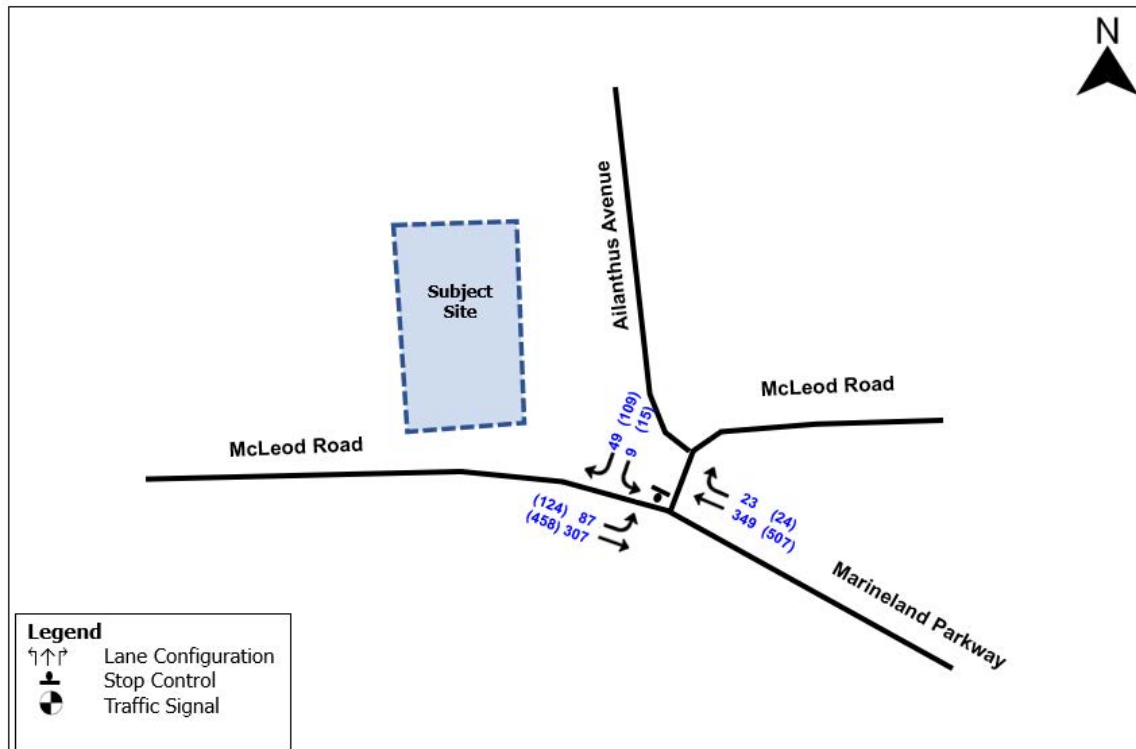 N
Ailanthus Avenue
Subject
Site
McLeod Road
McLeod Road
49 (109)
9 (15)
(124) 87
(458) 307
23 (24)
349 (507)
Marineland Parkway
Legend
Lane Configuration
Stop Control
Traffic Signal